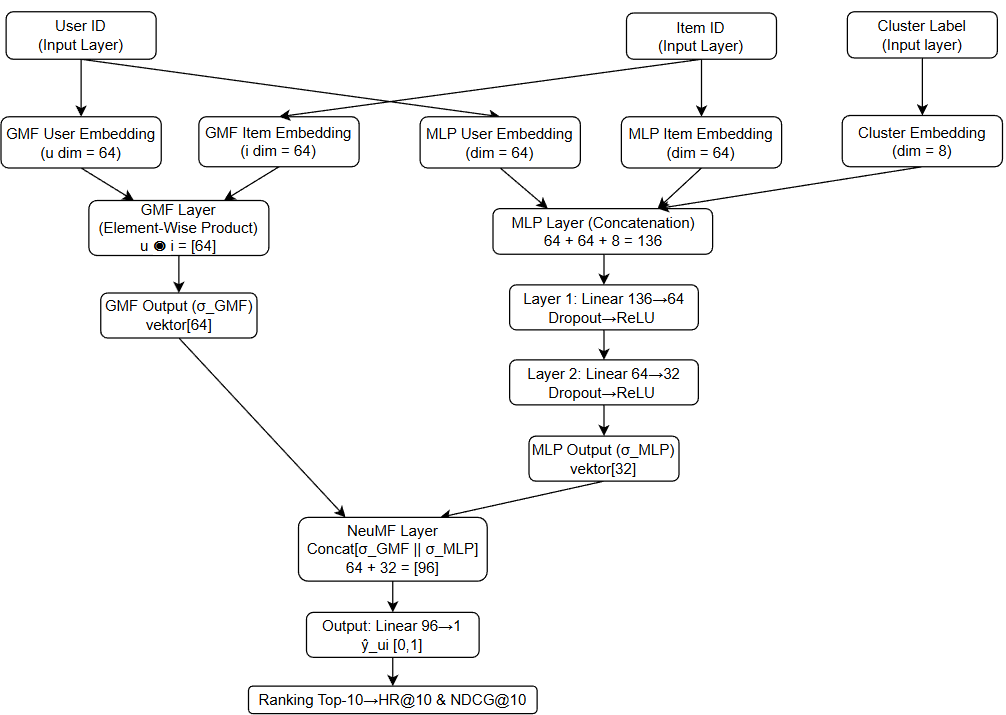 User ID
(Input Layer)
Item ID
(Input Layer)
Cluster Label
(Input layer)
GMF User Embedding
(u dim = 64)
GMF Item Embedding
(i dim = 64)
MLP User Embedding
(dim = 64)
MLP Item Embedding
(dim = 64)
Cluster Embedding
(dim = 8)
GMF Layer
(Element-Wise Product)
u ◉ i = [64]
MLP Layer (Concatenation)
64 + 64 + 8 = 136
GMF Output (σ_GMF)
vektor[64]
Layer 1: Linear 136→64
Dropout→ReLU
Layer 2: Linear 64→32
Dropout→ReLU
MLP Output (σ_MLP)
vektor[32]
NeuMF Layer
Concat[σ_GMF || σ_MLP]
64 + 32 = [96]
Output: Linear 96→1
ŷ_ui [0,1]
Ranking Top-10→HR@10 & NDCG@10